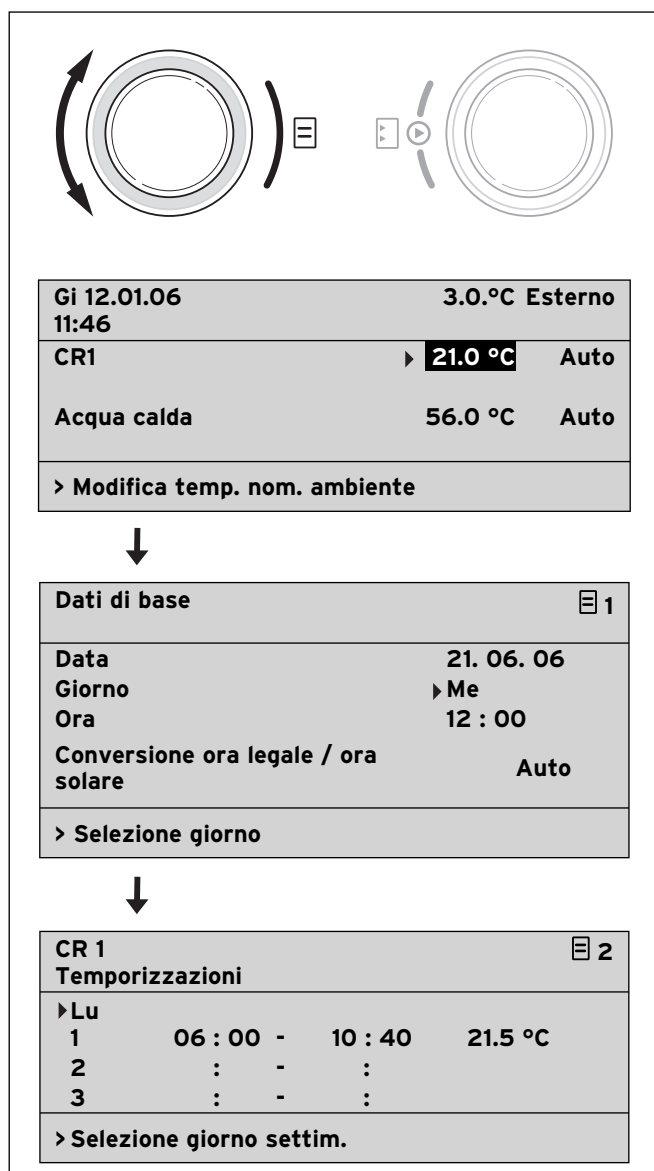 Gi 12.01.06 3.0.°C Esterno
11:46
CR1 21.0 °C Auto
Acqua calda 56.0 °C Auto
> Modifica temp. nom. ambiente
Dati di base 1
Data 21. 06. 06
Giorno Me
Ora 12 : 00
Conversione ora legale / ora
solare Auto
> Selezione giorno
CR 1 2
Temporizzazioni
Lu
1 06 : 00 - 10 : 40 21.5 °C
2 : - :
3 : - :
> Selezione giorno settim.